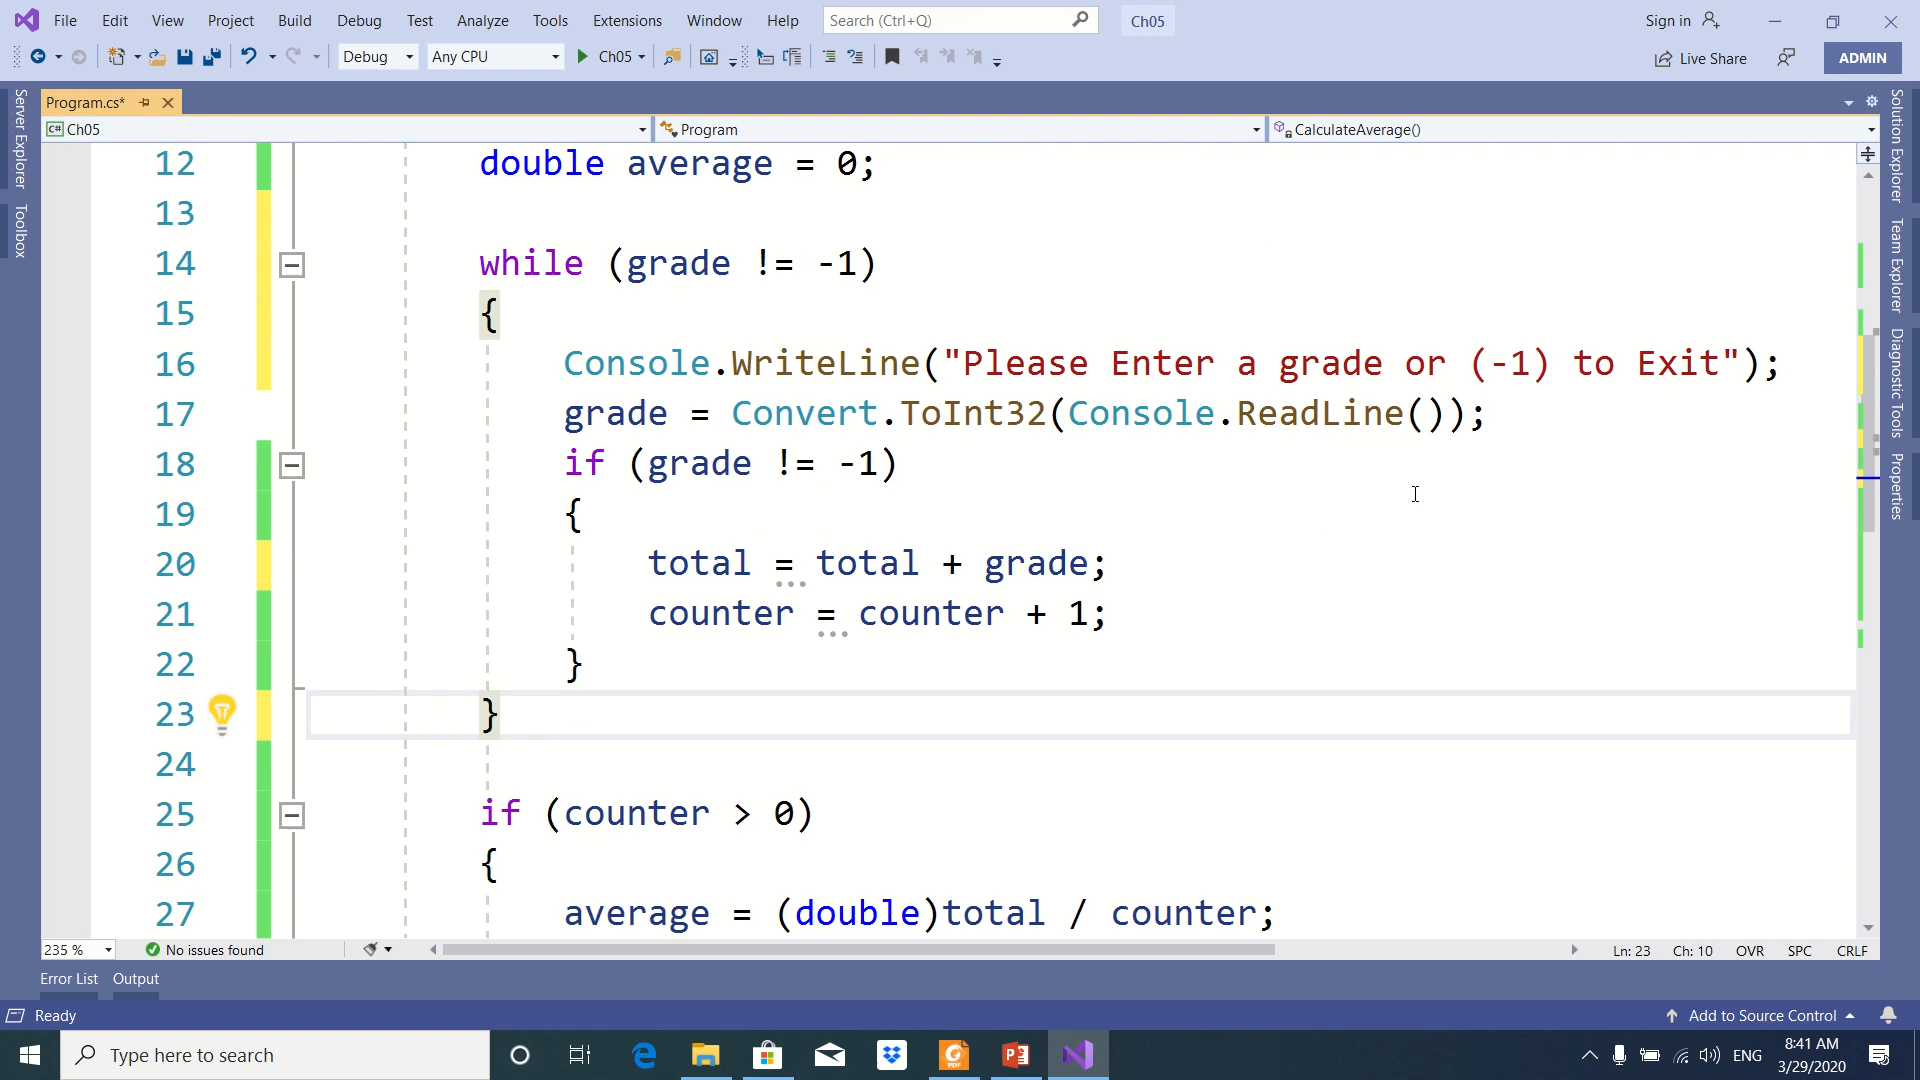 File Edit View Project Build Debug Test Analyze Tools Extensions Window Help Search (Ctrl+Q) Ch05 Sign in
Debug Any CPU Ch05 Live Share ADMIN
Program.cs*
Ch05 Program CalculateAverage()
Server Explorer
Toolbox
Solution Explorer
Team Explorer
Diagnostic Tools
Properties
12 double average = 0;
13
14 while (grade != -1)
15 {
16 Console.WriteLine("Please Enter a grade or (-1) to Exit");
17 grade = Convert.ToInt32(Console.ReadLine());
18 if (grade != -1)
19 {
20 total = total + grade;
21 counter = counter + 1;
22 }
23 }
24
25 if (counter > 0)
26 {
27 average = (double)total / counter;
235 % No issues found Ln: 23 Ch: 10 OVR SPC CRLF
Error List Output
Ready Add to Source Control
Type here to search ENG 8:41 AM
3/29/2020